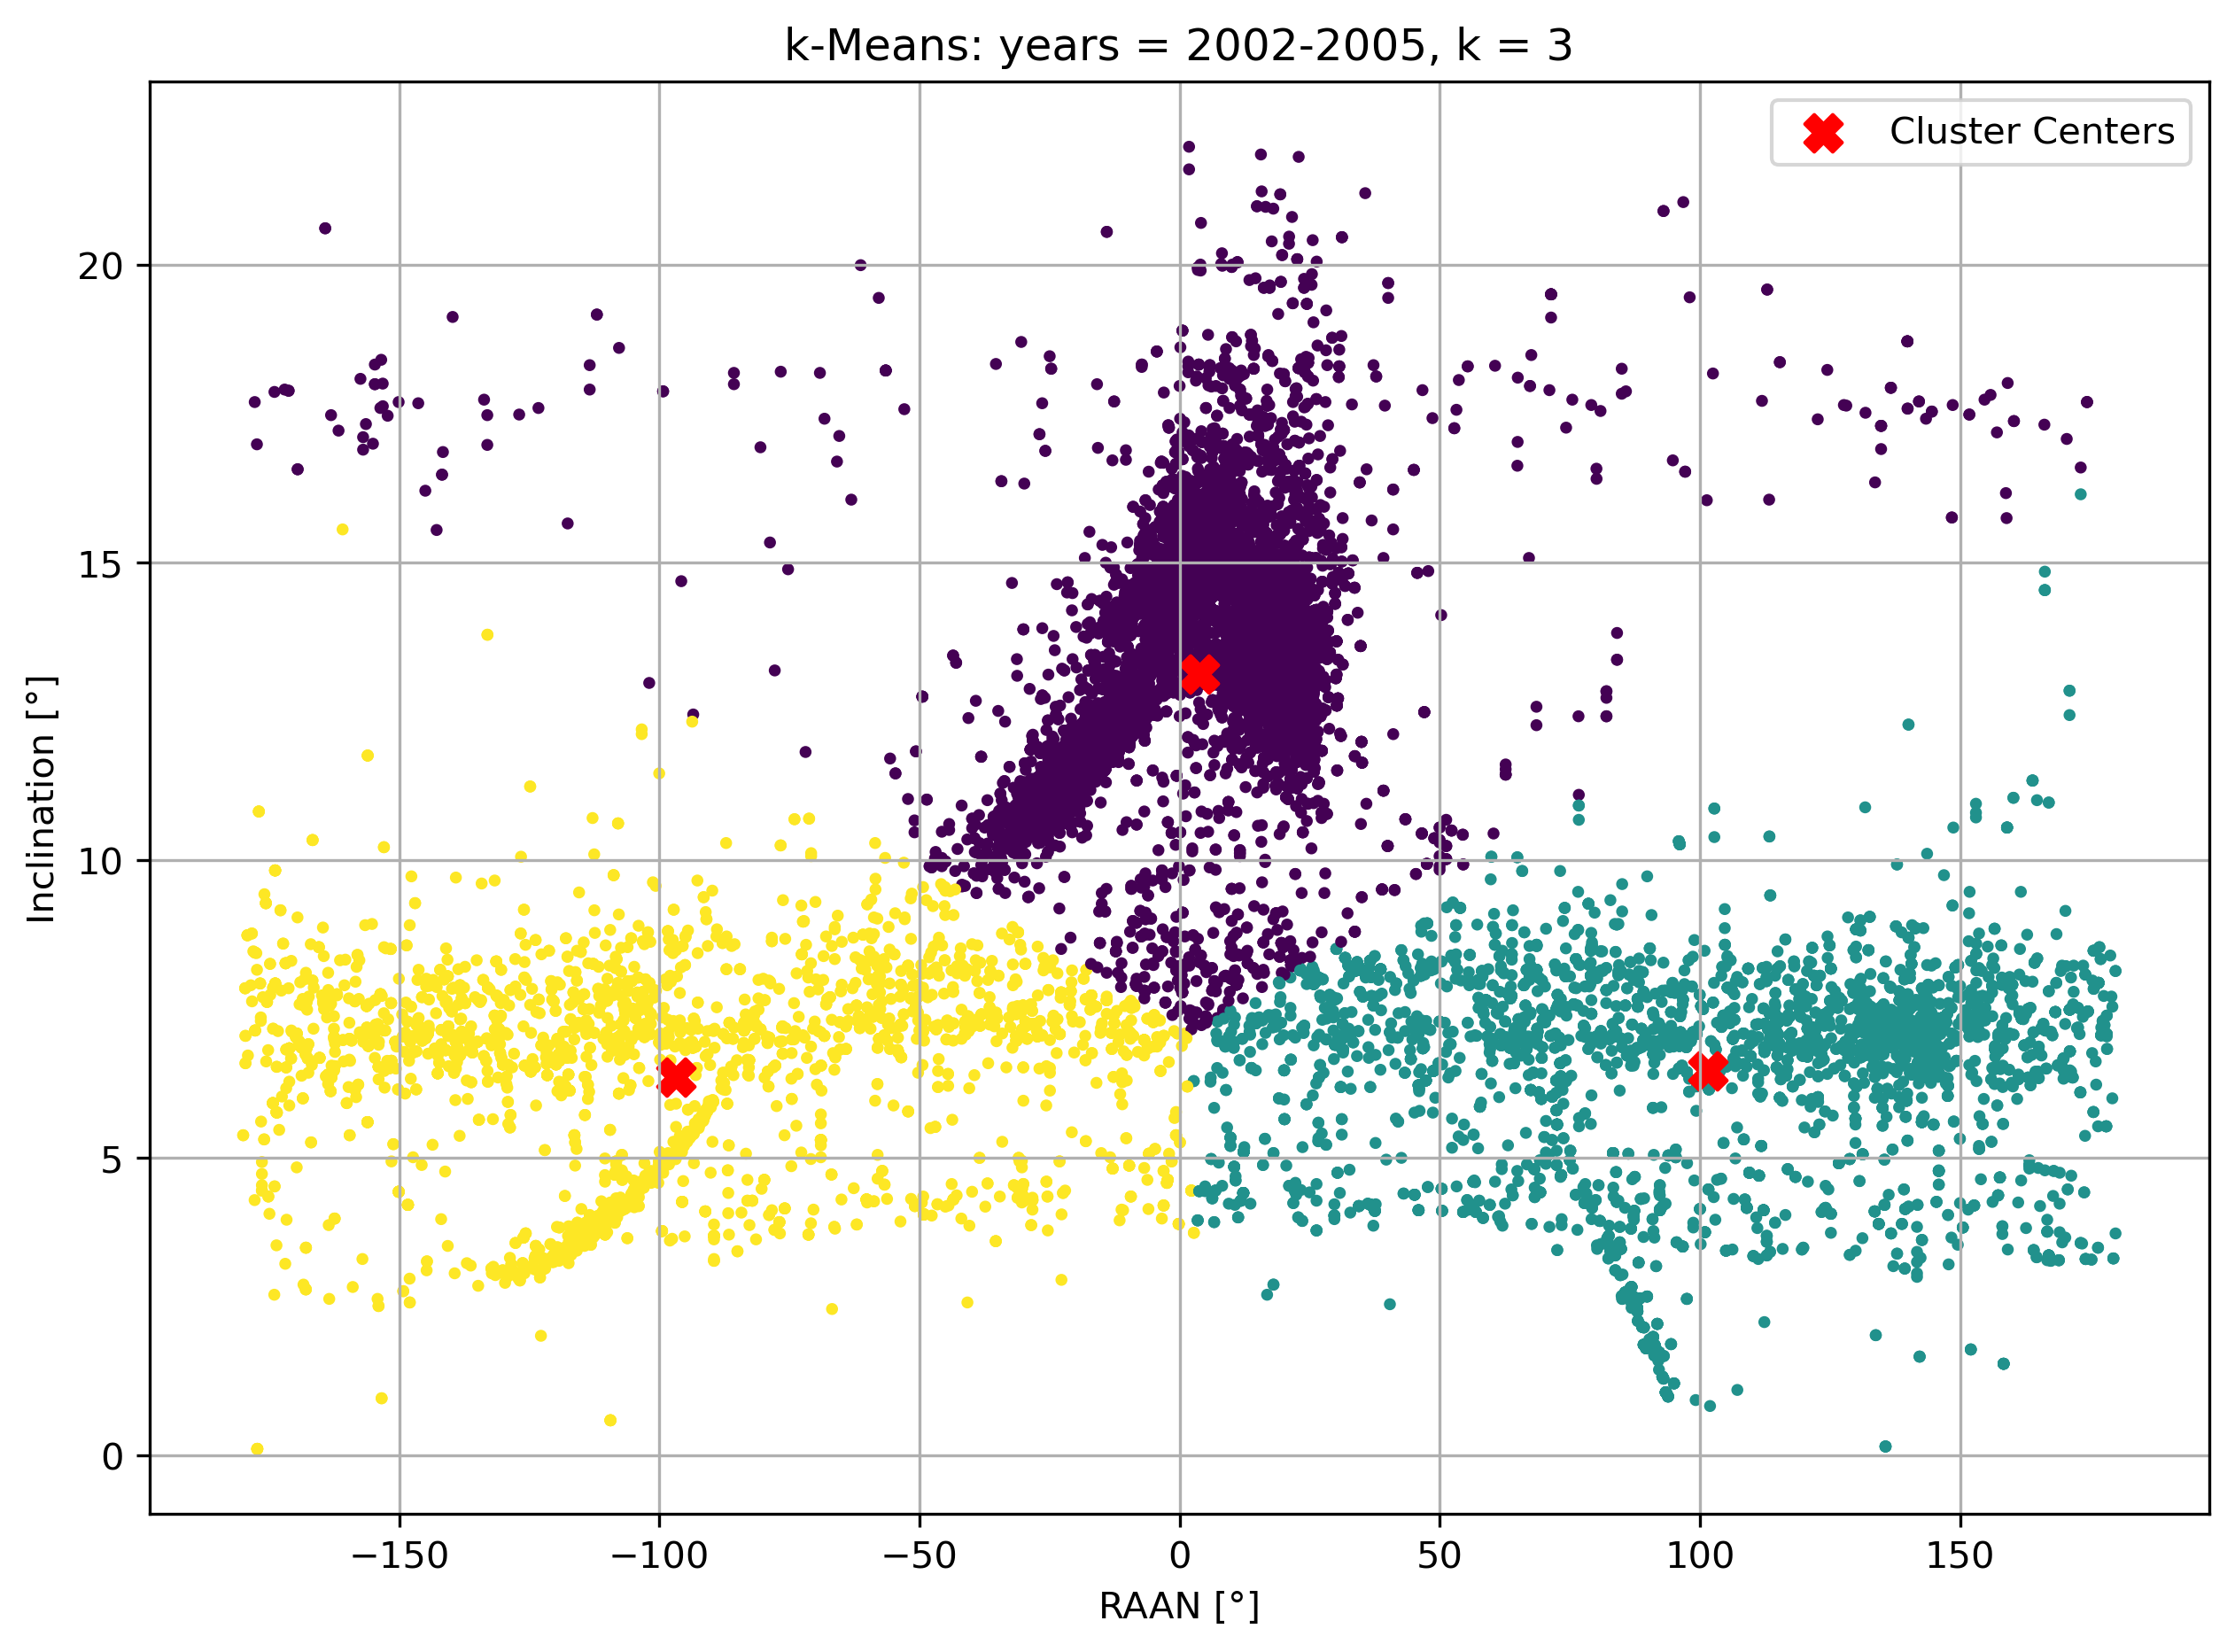 k-Means: years = 2002-2005, k = 3
Cluster Centers
Inclination [°]
20
15
10
5
0
−150 −100 −50 0 50 100 150
RAAN [°]